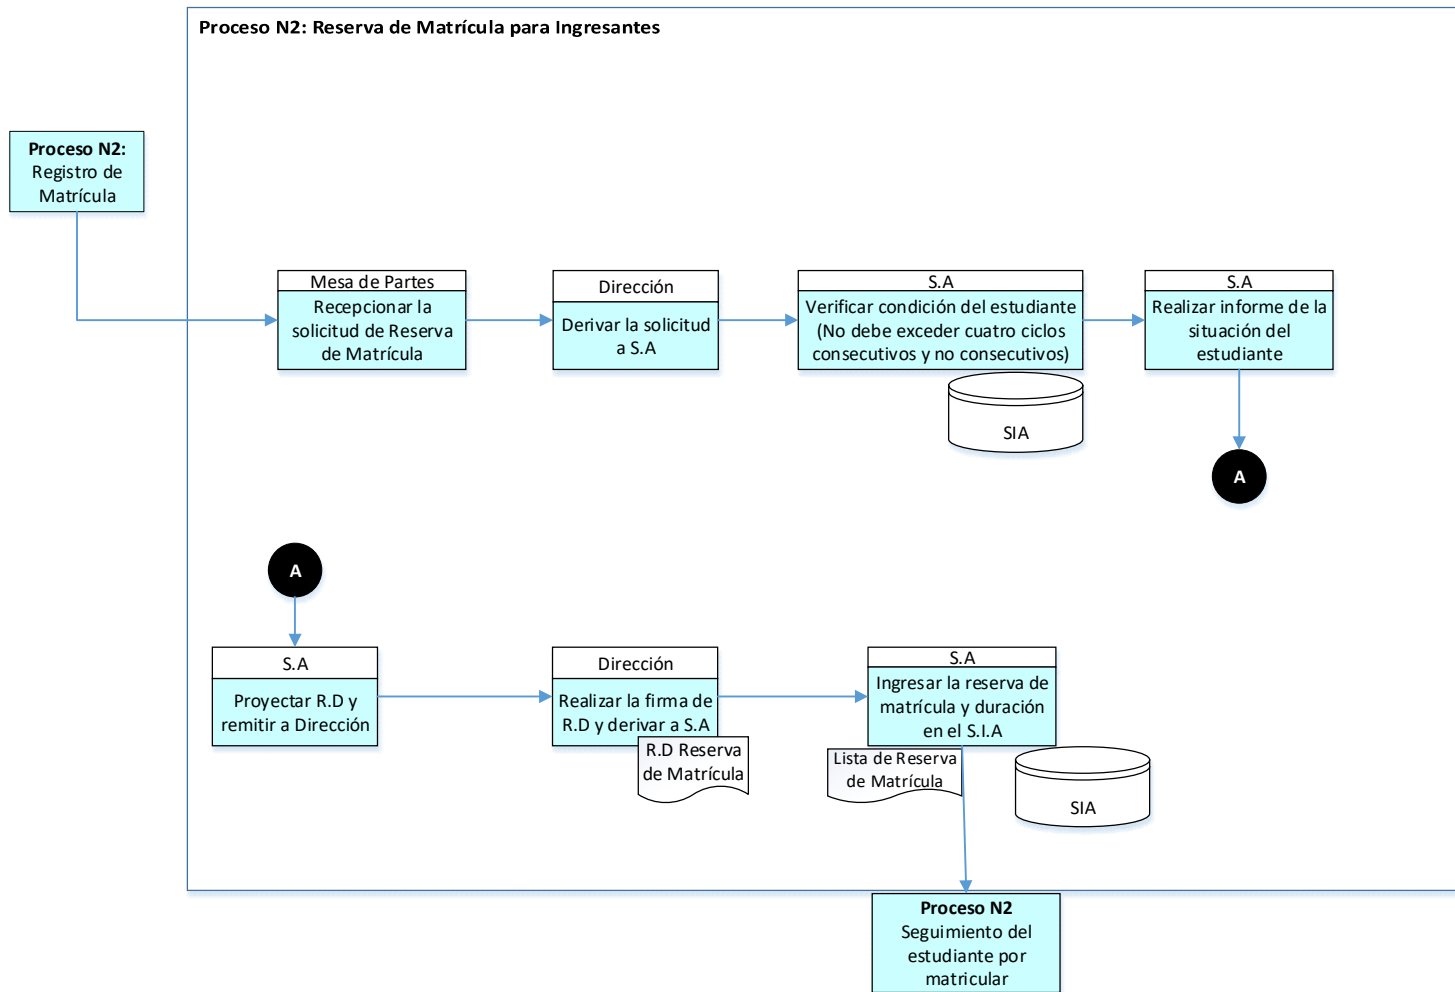 Proceso N2: Reserva de Matrícula para Ingresantes
Proceso N2:
Registro de
Matrícula
Mesa de Partes
Recepcionar la
solicitud de Reserva
de Matrícula
Dirección
Derivar la solicitud
a S.A
S.A
Verificar condición del estudiante
(No debe exceder cuatro ciclos
consecutivos y no consecutivos)
SIA
S.A
Realizar informe de la
situación del
estudiante
A
A
S.A
Proyectar R.D y
remitir a Dirección
Dirección
Realizar la firma de
R.D y derivar a S.A
R.D Reserva
de Matrícula
S.A
Ingresar la reserva de
matrícula y duración
en el S.I.A
Lista de Reserva
de Matrícula
SIA
Proceso N2
Seguimiento del
estudiante por
matricular